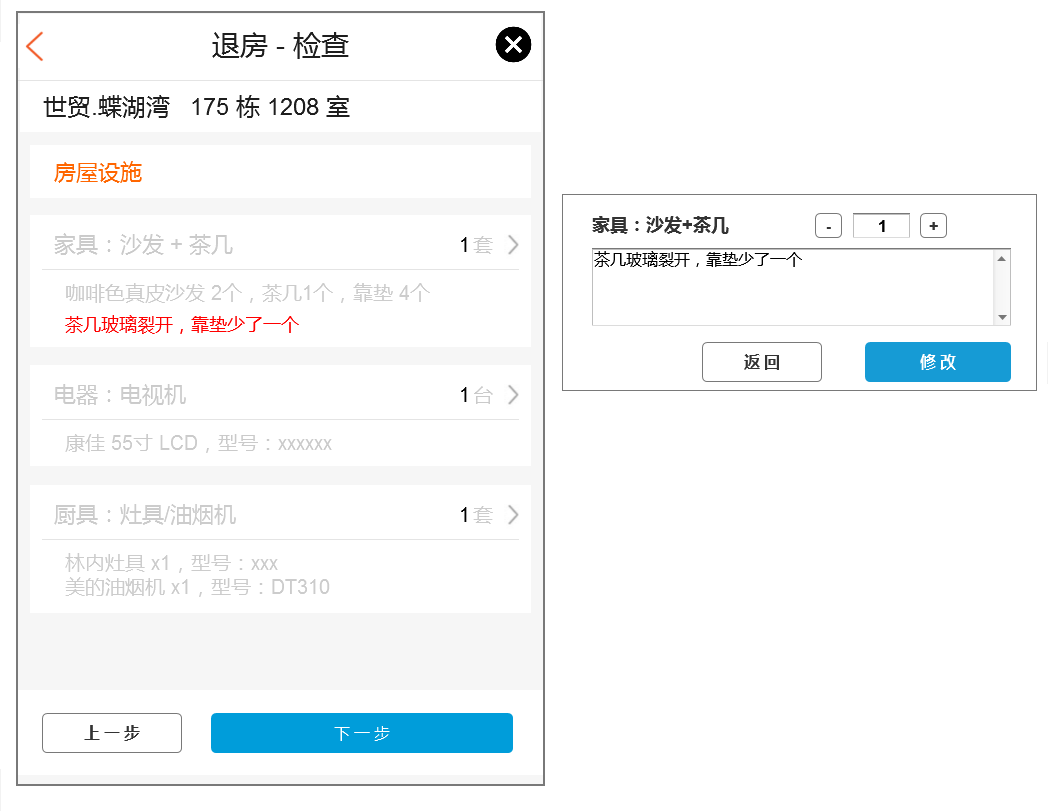 退房 - 检查
世贸.蝶湖湾 175 栋 1208 室
房屋设施
家具：沙发 + 茶几 1 套
咖啡色真皮沙发 2个，茶几1个，靠垫 4个
茶几玻璃裂开，靠垫少了一个
电器：电视机 1 台
康佳 55寸 LCD，型号：xxxxxx
厨具：灶具/油烟机 1 套
林内灶具 x1，型号：xxx
美的油烟机 x1，型号：DT310
上一步 下一步
家具：沙发+茶几 - 1 +
茶几玻璃裂开，靠垫少了一个
返回 修改